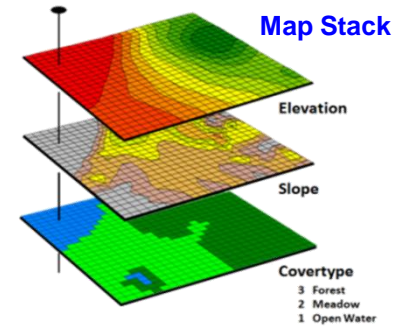 Map Stack
Elevation
Slope
Covertype
3 Forest
2 Meadow
1 Open Water